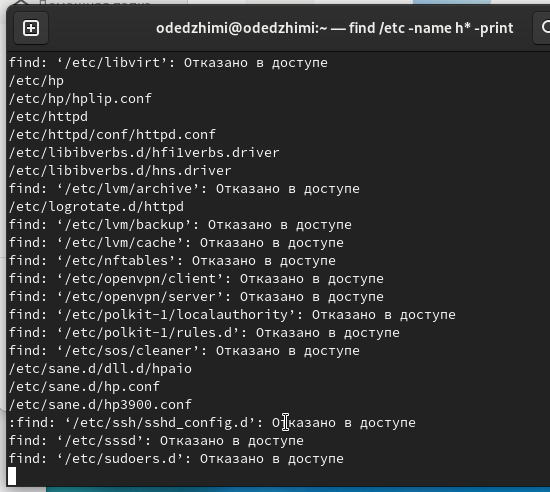 odedzhimi@odedzhimi:~ — find /etc -name h* -print
find: ‘/etc/libvirt’: Отказано в доступе
/etc/hp
/etc/hp/hplip.conf
/etc/httpd
/etc/httpd/conf/httpd.conf
/etc/libibverbs.d/hfi1verbs.driver
/etc/libibverbs.d/hns.driver
find: ‘/etc/lvm/archive’: Отказано в доступе
/etc/logrotate.d/httpd
find: ‘/etc/lvm/backup’: Отказано в доступе
find: ‘/etc/lvm/cache’: Отказано в доступе
find: ‘/etc/nftables’: Отказано в доступе
find: ‘/etc/openvpn/client’: Отказано в доступе
find: ‘/etc/openvpn/server’: Отказано в доступе
find: ‘/etc/polkit-1/localauthority’: Отказано в доступе
find: ‘/etc/polkit-1/rules.d’: Отказано в доступе
find: ‘/etc/sos/cleaner’: Отказано в доступе
/etc/sane.d/dll.d/hpaio
/etc/sane.d/hp.conf
/etc/sane.d/hp3900.conf
:find: ‘/etc/ssh/sshd_config.d’: Отказано в доступе
find: ‘/etc/sssd’: Отказано в доступе
find: ‘/etc/sudoers.d’: Отказано в доступе